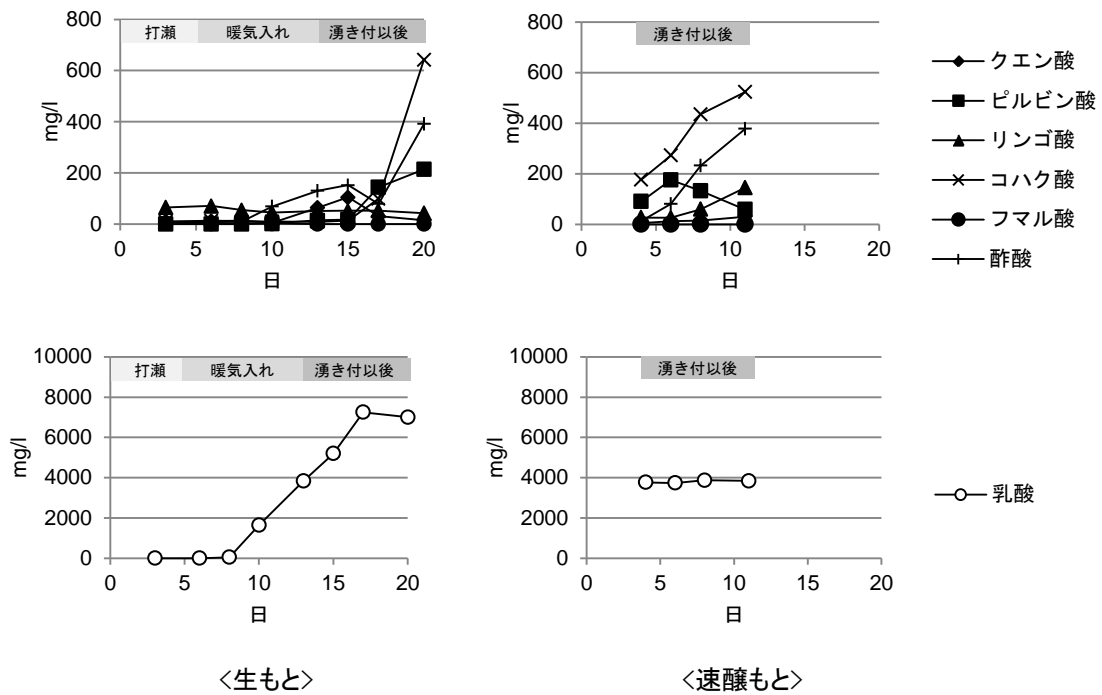 800
600
400
200
0
mg/l
打瀬 暖気入れ 湧き付以後
0 5 10 15 20
日
800
600
400
200
0
mg/l
湧き付以後
0 5 10 15 20
日
クエン酸
ピルビン酸
リンゴ酸
コハク酸
フマル酸
酢酸
10000
8000
6000
4000
2000
0
mg/l
打瀬 暖気入れ 湧き付以後
0 5 10 15 20
日
10000
8000
6000
4000
2000
0
mg/l
湧き付以後
0 5 10 15 20
日
乳酸
<生もと> <速醸もと>